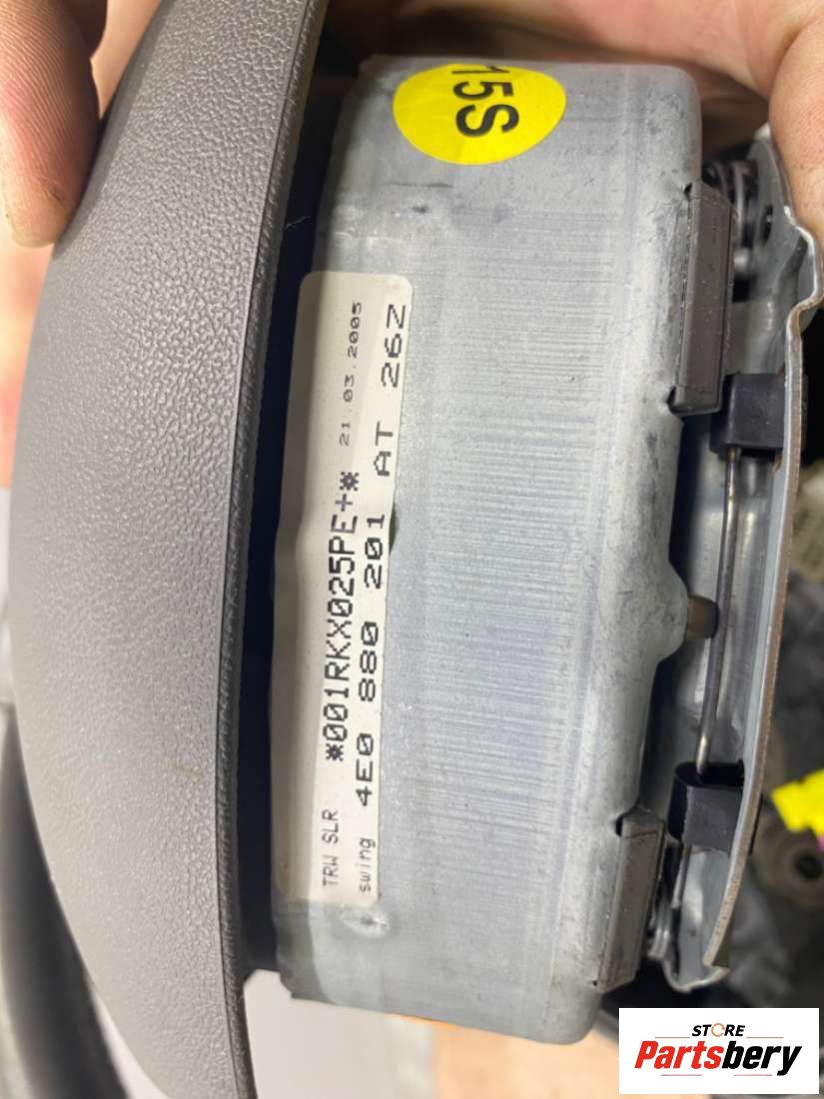 15S
TRW SLR *001RKX025PE+* 21.03.2005
swing 4E0 880 201 AT 26Z
STORE
Partsbery